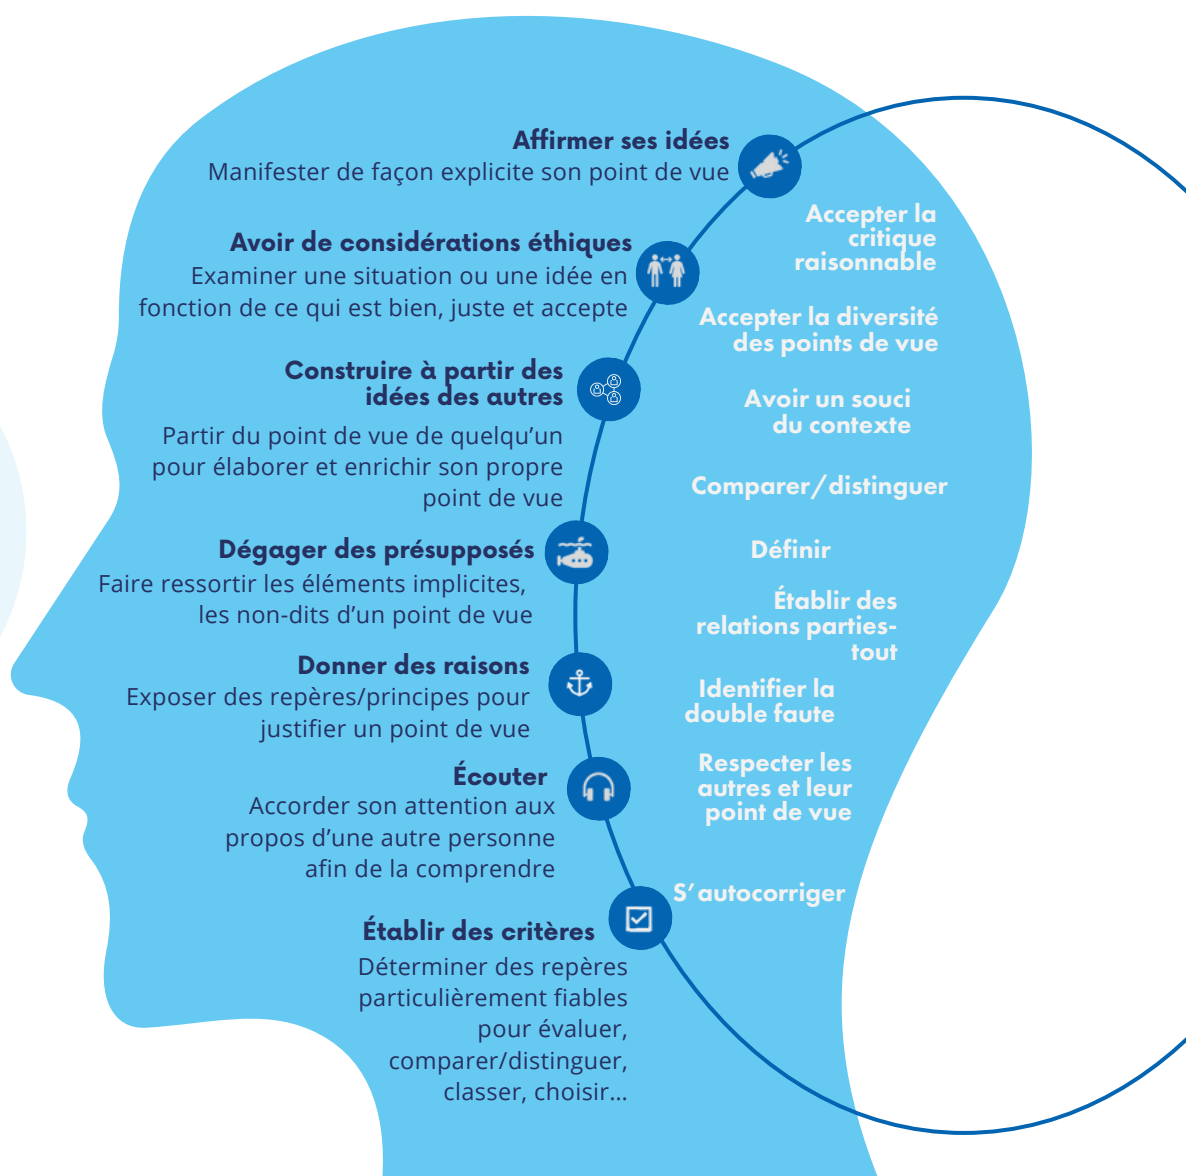 Affirmer ses idées
Manifester de façon explicite son point de vue
Avoir de considérations éthiques
Examiner une situation ou une idée en
fonction de ce qui est bien, juste et accepte
Construire à partir des
idées des autres
Partir du point de vue de quelqu'un
pour élaborer et enrichir son propre
point de vue
Dégager des présupposés
Faire ressortir les éléments implicites,
les non-dits d'un point de vue
Donner des raisons
Exposer des repères/principes pour
justifier un point de vue
Écouter
Accorder son attention aux
propos d'une autre personne
afin de la comprendre
Établir des critères
Déterminer des repères
particulièrement fiables
pour évaluer,
comparer/distinguer,
classer, choisir...
Accepter la
critique
raisonnable
Accepter la diversité
des points de vue
Avoir un souci
du contexte
Comparer/distinguer
Définir
Établir des
relations parties-
tout
Identifier la
double faute
Respecter les
autres et leur
point de vue
S'autocorriger